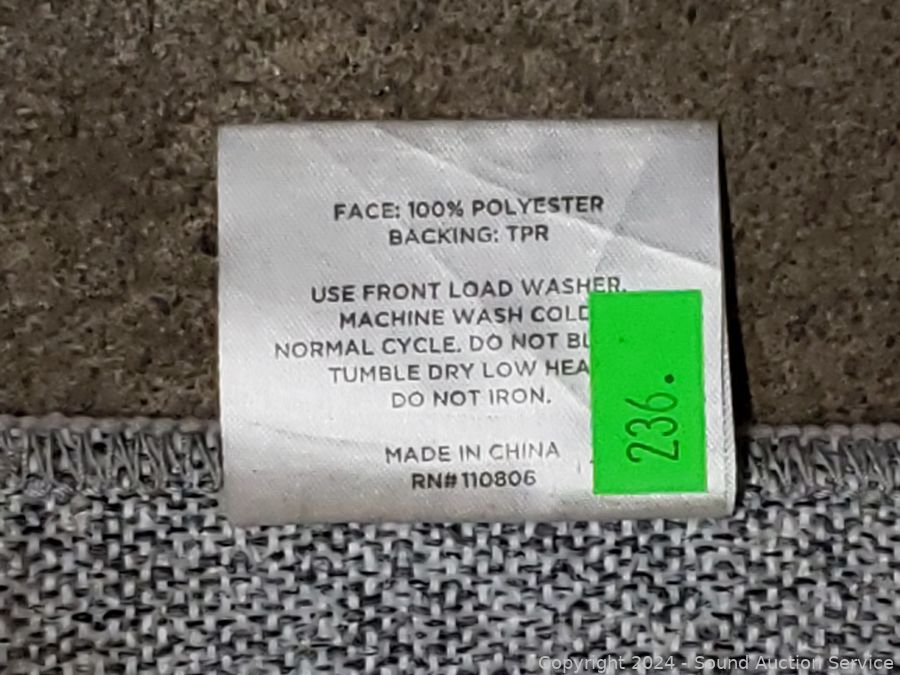 FACE: 100% POLYESTER
BACKING: TPR
USE FRONT LOAD WASHER.
MACHINE WASH COLD
NORMAL CYCLE. DO NOT
TUMBLE DRY LOW
DO NOT IRON.
MADE IN CHINA
RN# 110806
236.
Copyright 2024 - Sound Auction Service